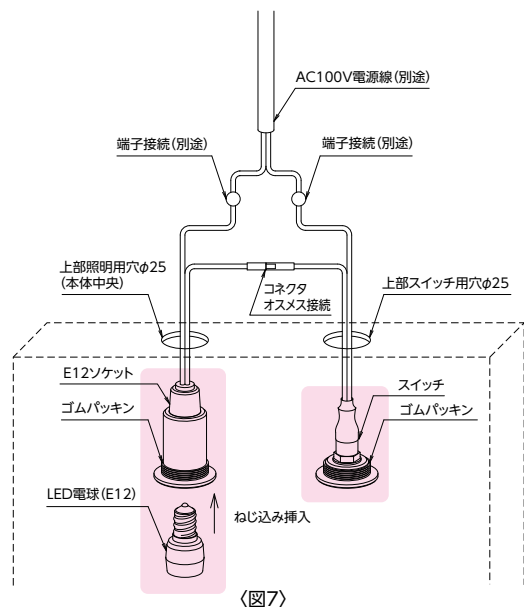 AC100V電源線(別途)
端子接続(別途)
端子接続(別途)
上部照明用穴φ25
(本体中央)
コネクタ
オスメス接続
上部スイッチ用穴φ25
E12ソケット
ゴムパッキン
スイッチ
ゴムパッキン
LED電球(E12)
ねじ込み挿入
〈図7〉